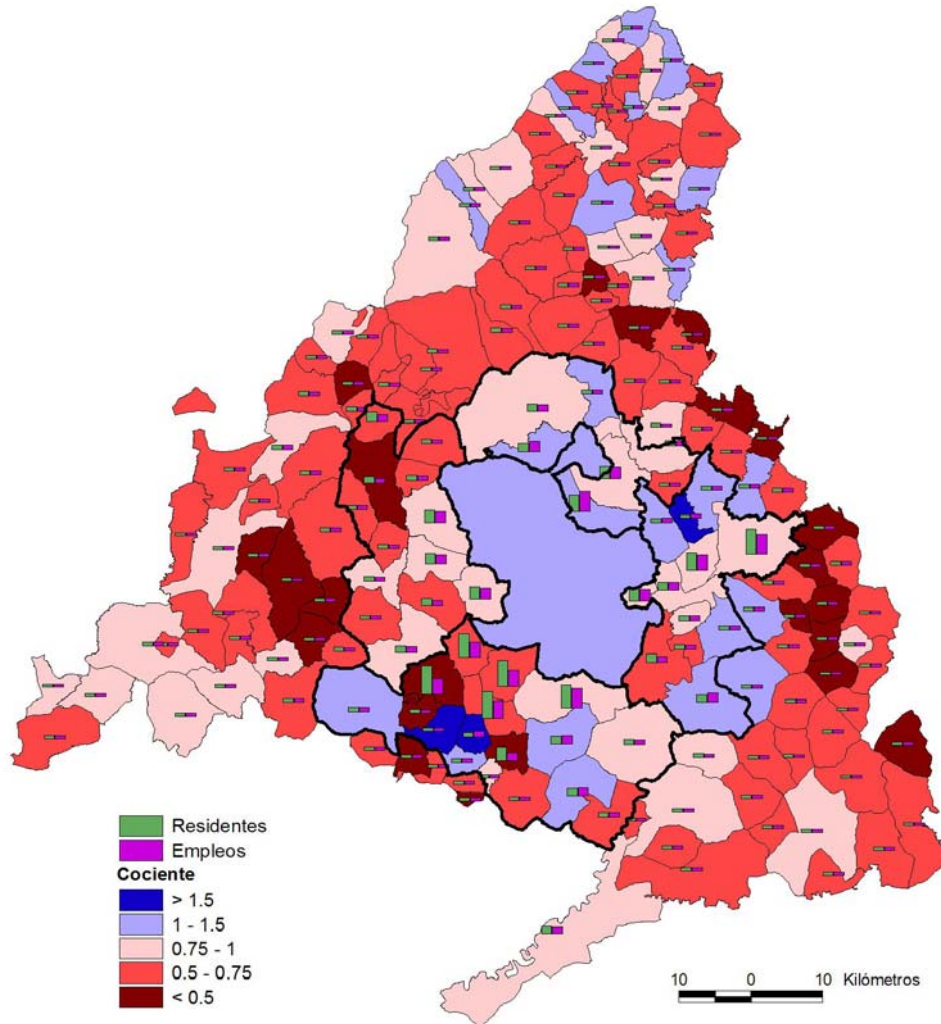 Residentes
Empleos
Cociente
> 1.5
1 - 1.5
0.75 - 1
0.5 - 0.75
< 0.5
10 0 10 Kilómetros